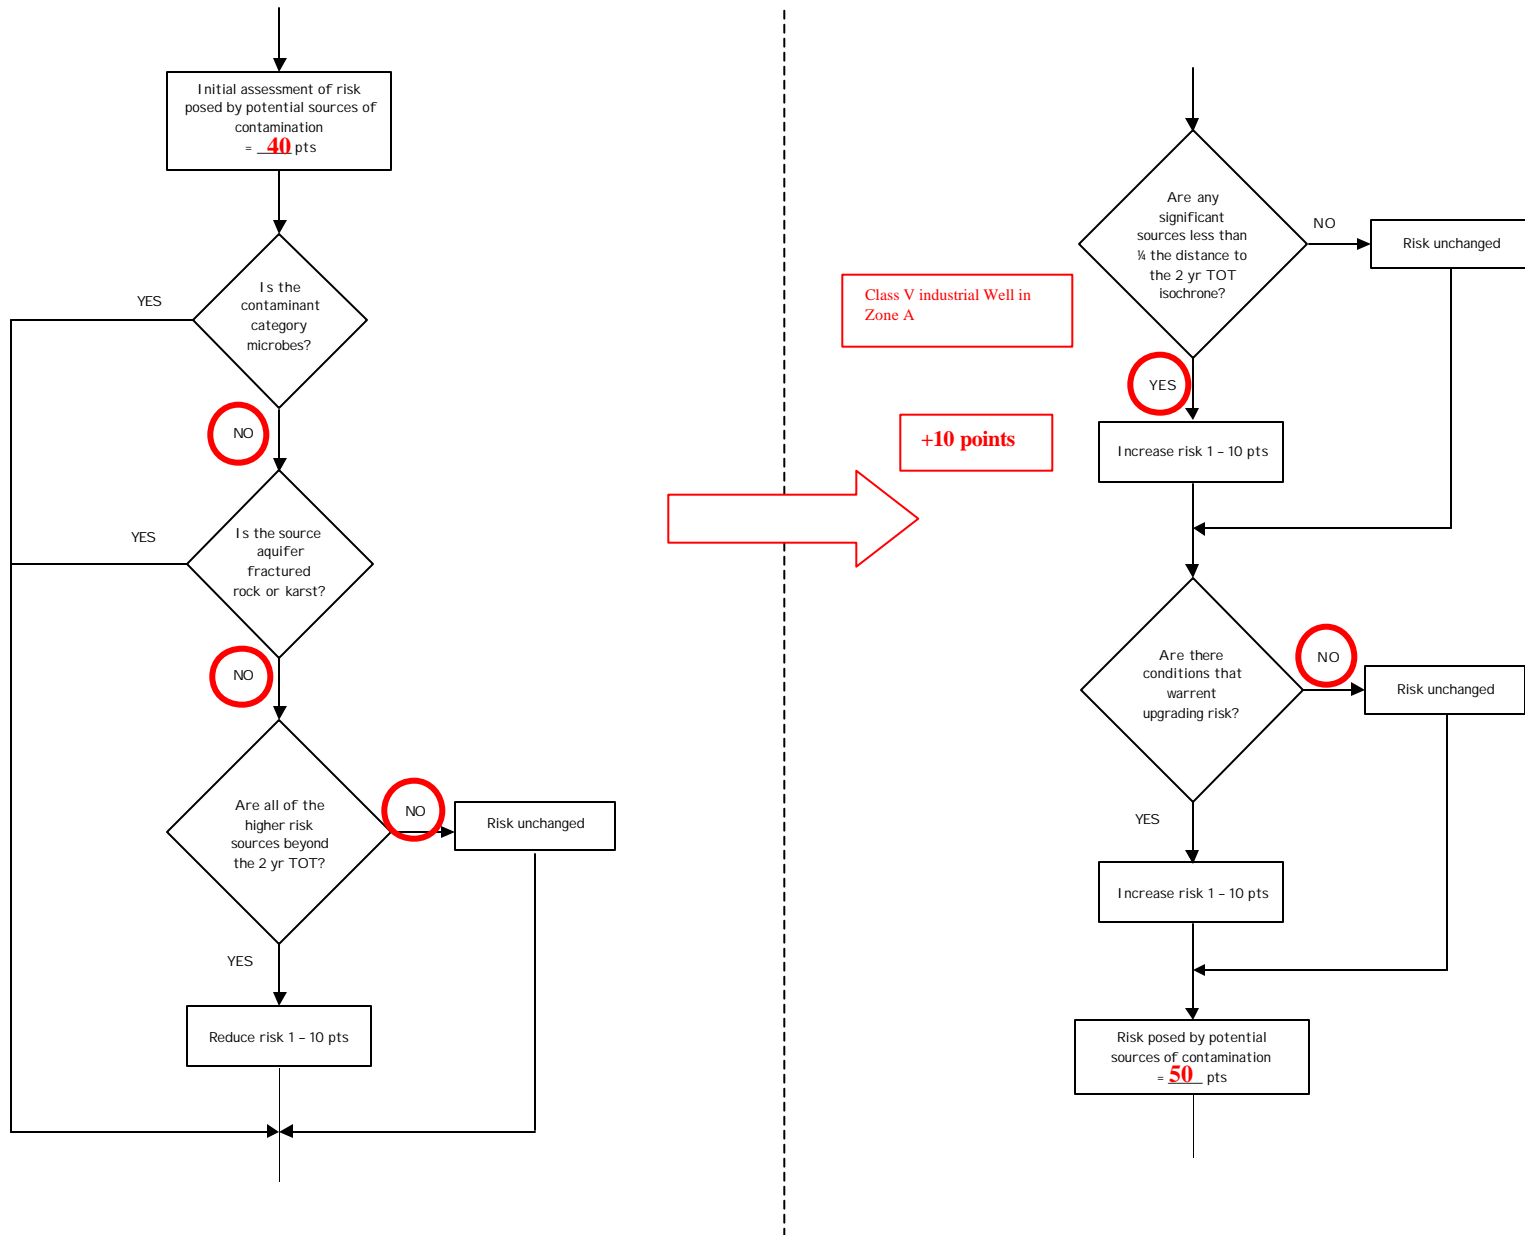 Initial assessment of risk
posed by potential sources of
contamination
= 40 pts
YES
Is the
contaminant
category
microbes?
NO
YES
Is the source
aquifer
fractured
rock or karst?
NO
Are all of the
higher risk
sources beyond
the 2 yr TOT?
NO
Risk unchanged
YES
Reduce risk 1 – 10 pts
Are any
significant
sources less than
¼ the distance to
the 2 yr TOT
isochrone?
NO
Risk unchanged
Class V industrial Well in
Zone A
YES
+10 points
Increase risk 1 – 10 pts
Are there
conditions that
warrent
upgrading risk?
NO
Risk unchanged
YES
Increase risk 1 – 10 pts
Risk posed by potential
sources of contamination
= 50 pts